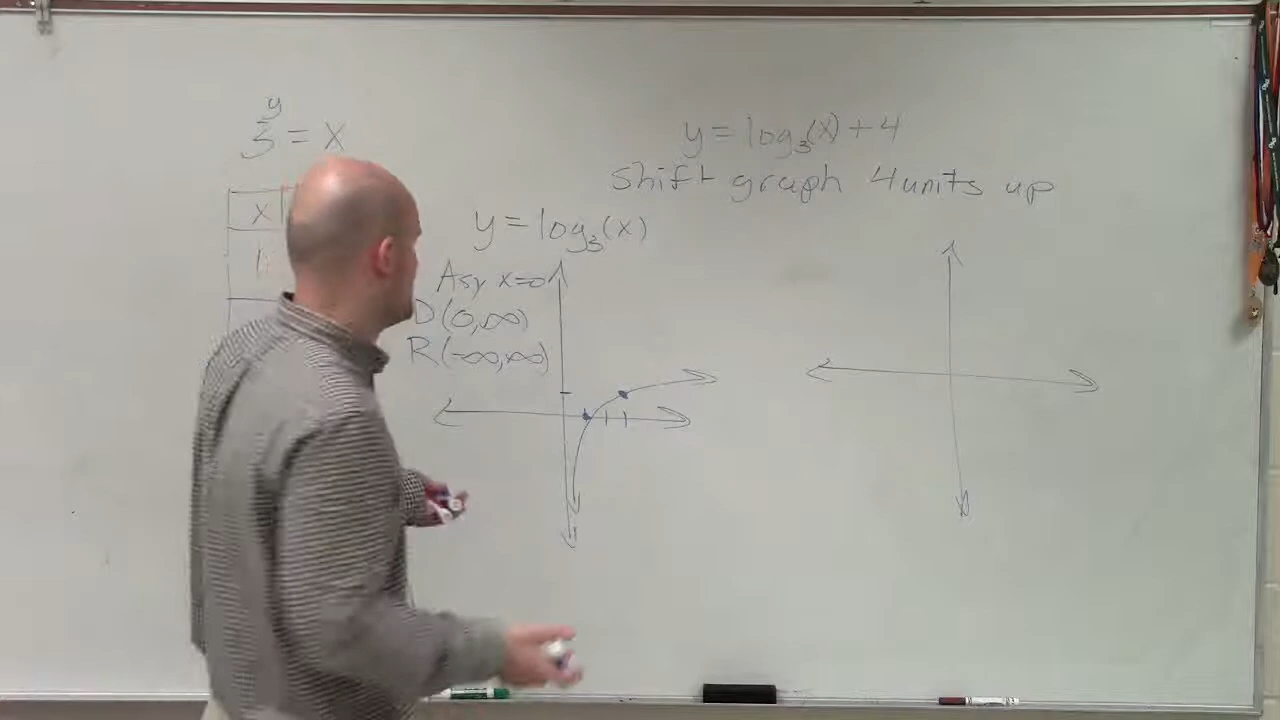 3^y = x
x
1
y = log₃(x)
Asy x=0
D (0,∞)
R (-∞,∞)
y = log₃(x) + 4
Shift graph 4 units up